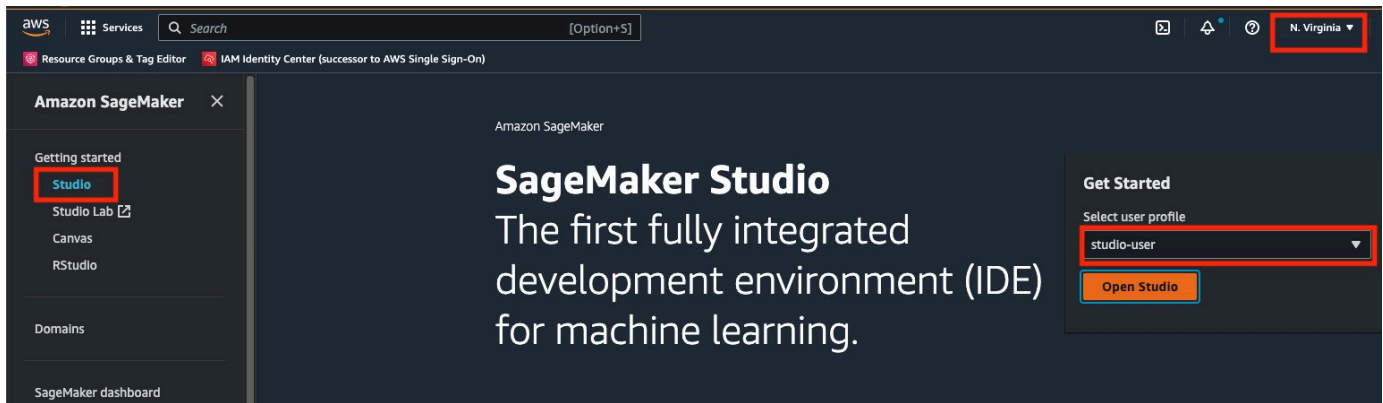 aws
Services
Search
[Option+S]
N. Virginia
Resource Groups & Tag Editor
IAM Identity Center (successor to AWS Single Sign-On)
Amazon SageMaker
Getting started
Studio
Studio Lab
Canvas
RStudio
Domains
SageMaker dashboard
Amazon SageMaker
SageMaker Studio
The first fully integrated
development environment (IDE)
for machine learning.
Get Started
Select user profile
studio-user
Open Studio